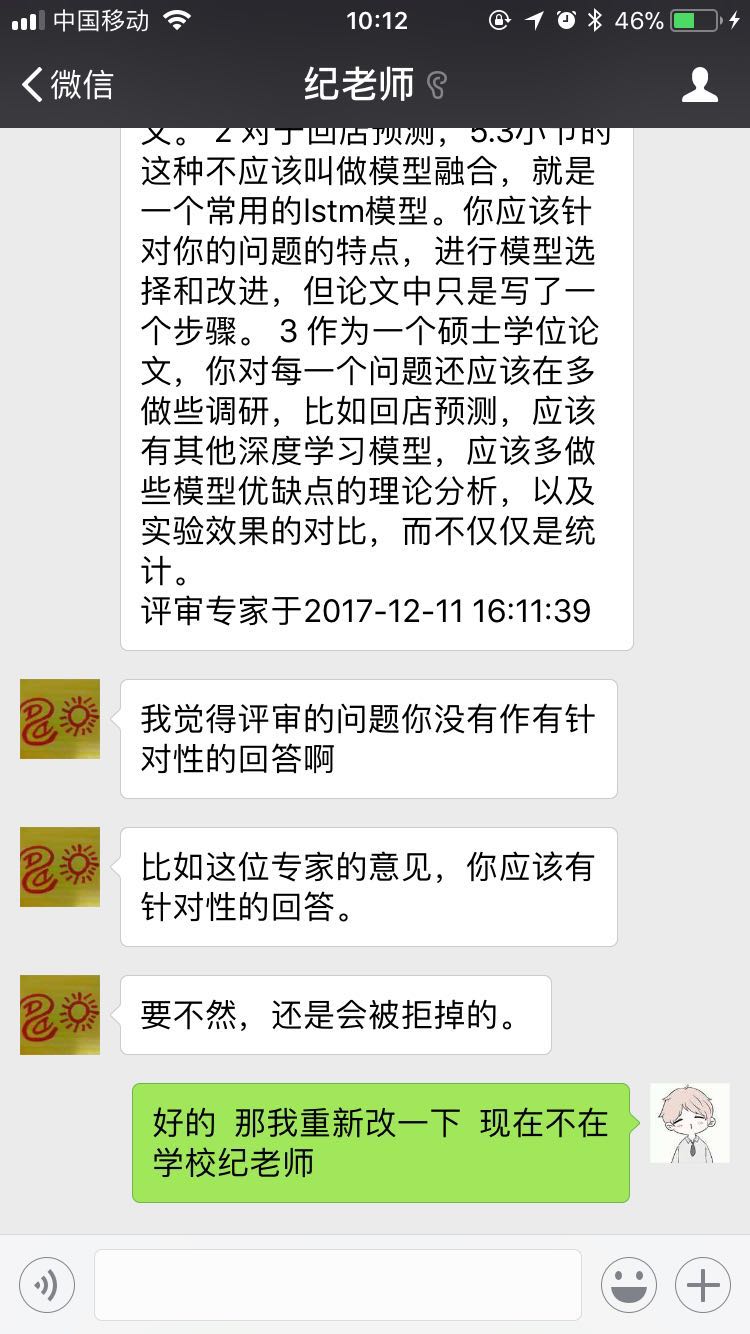 中国移动
10:12
46%
微信
纪老师
文。 2 对于回店预测，5.3小节的
这种不应该叫做模型融合，就是
一个常用的lstm模型。你应该针
对你的问题的特点，进行模型选
择和改进，但论文中只是写了一
个步骤。 3 作为一个硕士学位论
文，你对每一个问题还应该在多
做些调研，比如回店预测，应该
有其他深度学习模型，应该多做
些模型优缺点的理论分析，以及
实验效果的对比，而不仅仅是统
计。
评审专家于2017-12-11 16:11:39
我觉得评审的问题你没有作有针
对性的回答啊
比如这位专家的意见，你应该有
针对性的回答。
要不然，还是会被拒掉的。
好的  那我重新改一下  现在不在
学校纪老师